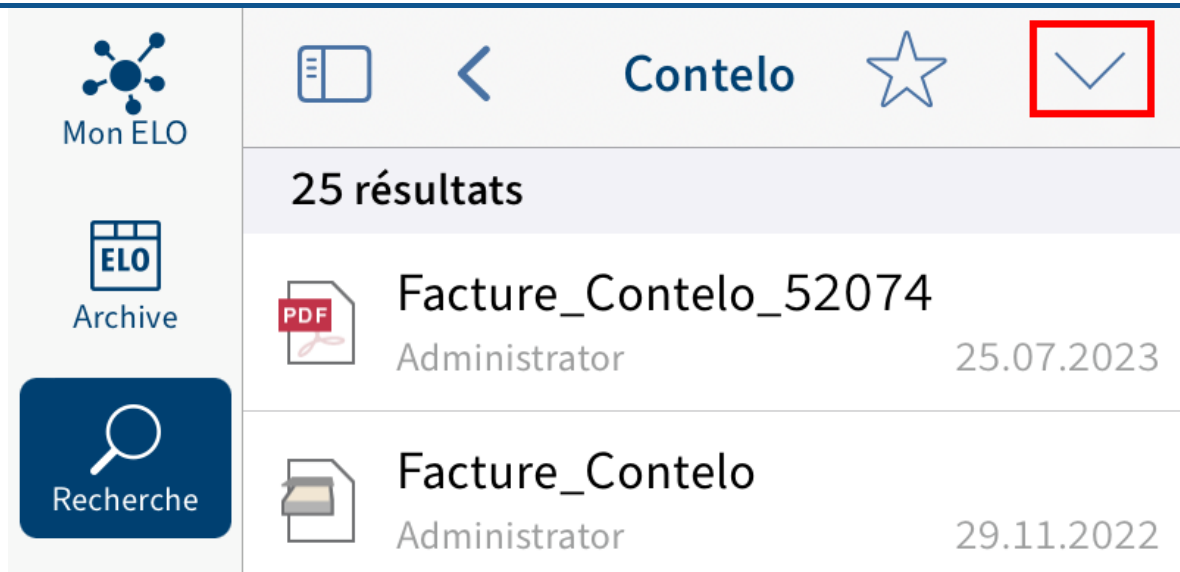 Mon ELO
ELO
Archive
Recherche
Contelo
25 résultats
PDF
Facture_Contelo_52074
Administrator
25.07.2023
Facture_Contelo
Administrator
29.11.2022